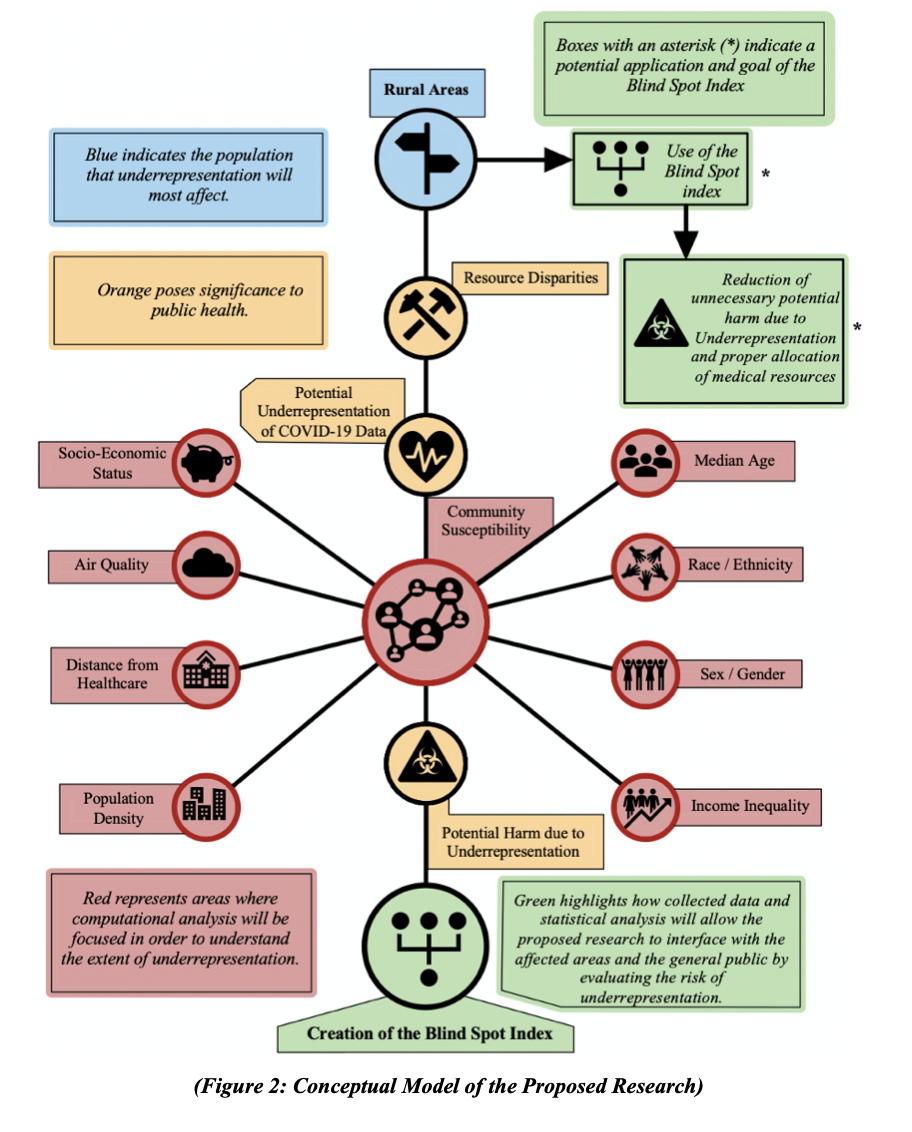 Boxes with an asterisk (*) indicate a
potential application and goal of the
Blind Spot Index
Rural Areas
Blue indicates the population
that underrepresentation will
most affect.
Use of the
Blind Spot
index
*
Orange poses significance to
public health.
Resource Disparities
Reduction of
unnecessary potential
harm due to
Underrepresentation
and proper allocation
of medical resources
*
Potential
Underrepresentation
of COVID-19 Data
Socio-Economic
Status
Median Age
Community
Susceptibility
Air Quality
Race / Ethnicity
Distance from
Healthcare
Sex / Gender
Population
Density
Income Inequality
Potential Harm due to
Underrepresentation
Red represents areas where
computational analysis will be
focused in order to understand
the extent of underrepresentation.
Green highlights how collected data and
statistical analysis will allow the
proposed research to interface with the
affected areas and the general public by
evaluating the risk of
underrepresentation.
Creation of the Blind Spot Index
(Figure 2: Conceptual Model of the Proposed Research)